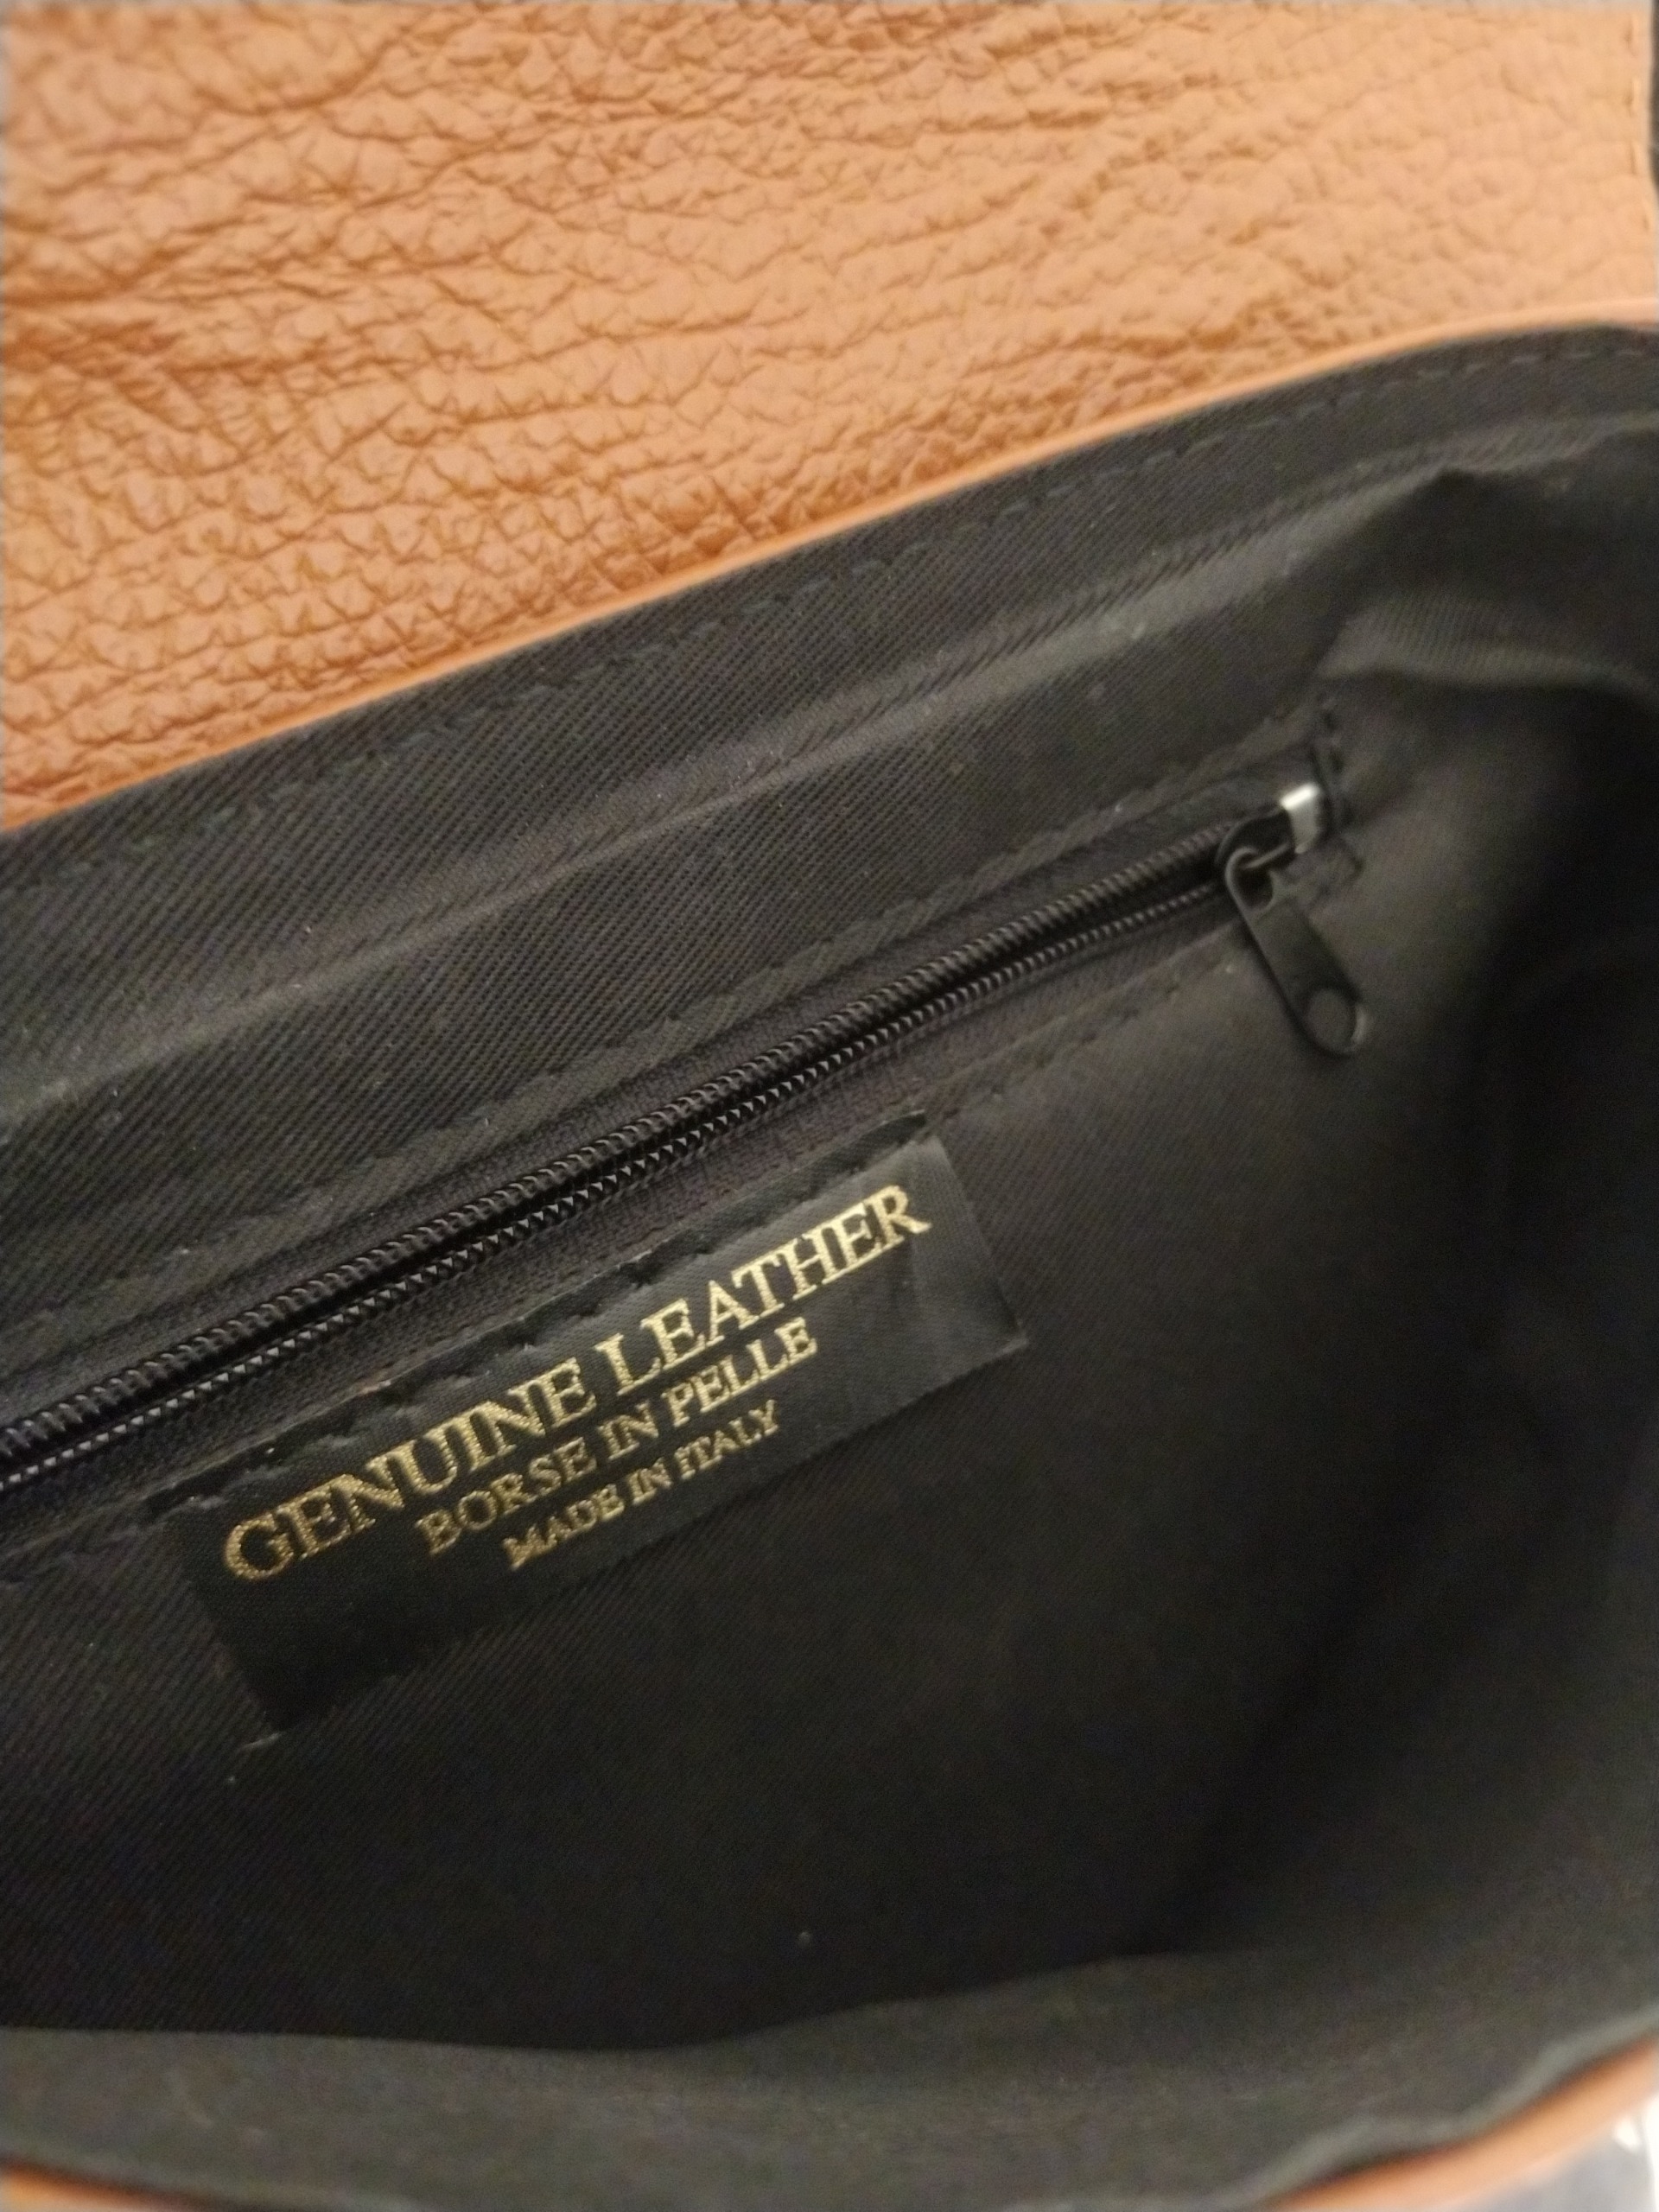 GENUINE LEATHER
BORSE IN PELLE
MADE IN ITALY